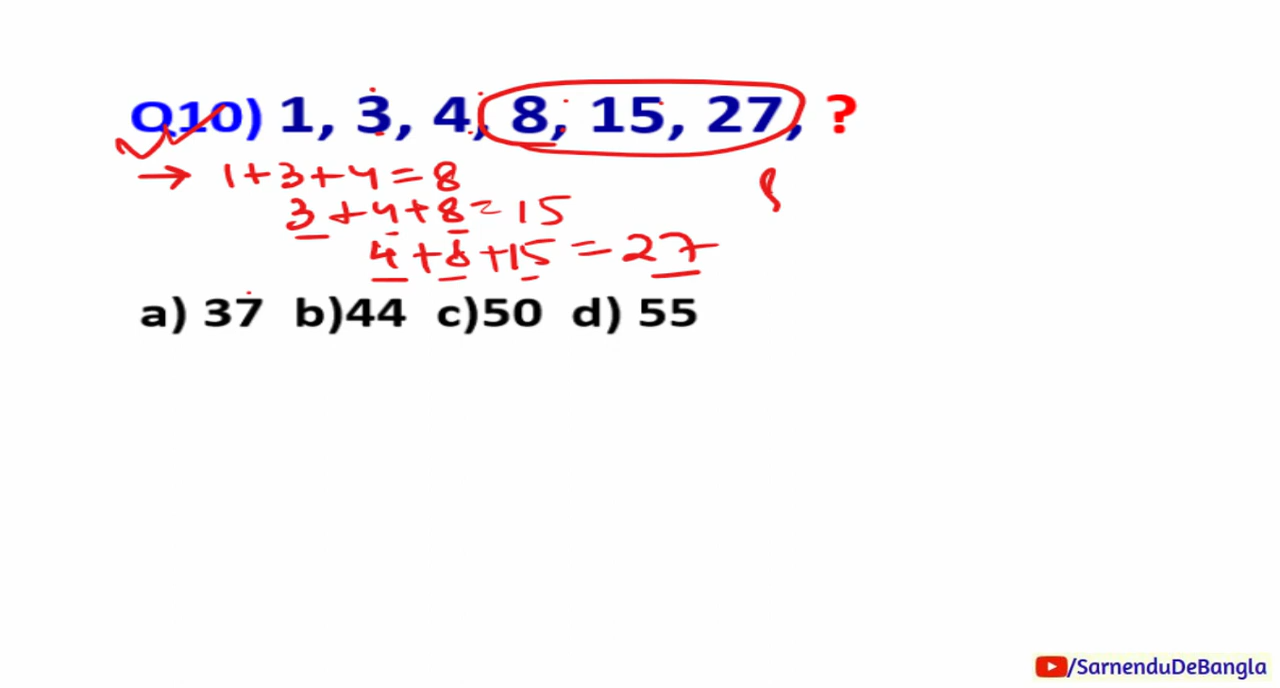 Q10) 1, 3, 4, 8, 15, 27, ?
→ 1+3+4=8
3+4+8=15
4+8+15=27
8
a) 37 b)44 c)50 d) 55
/SarnenduDeBangla